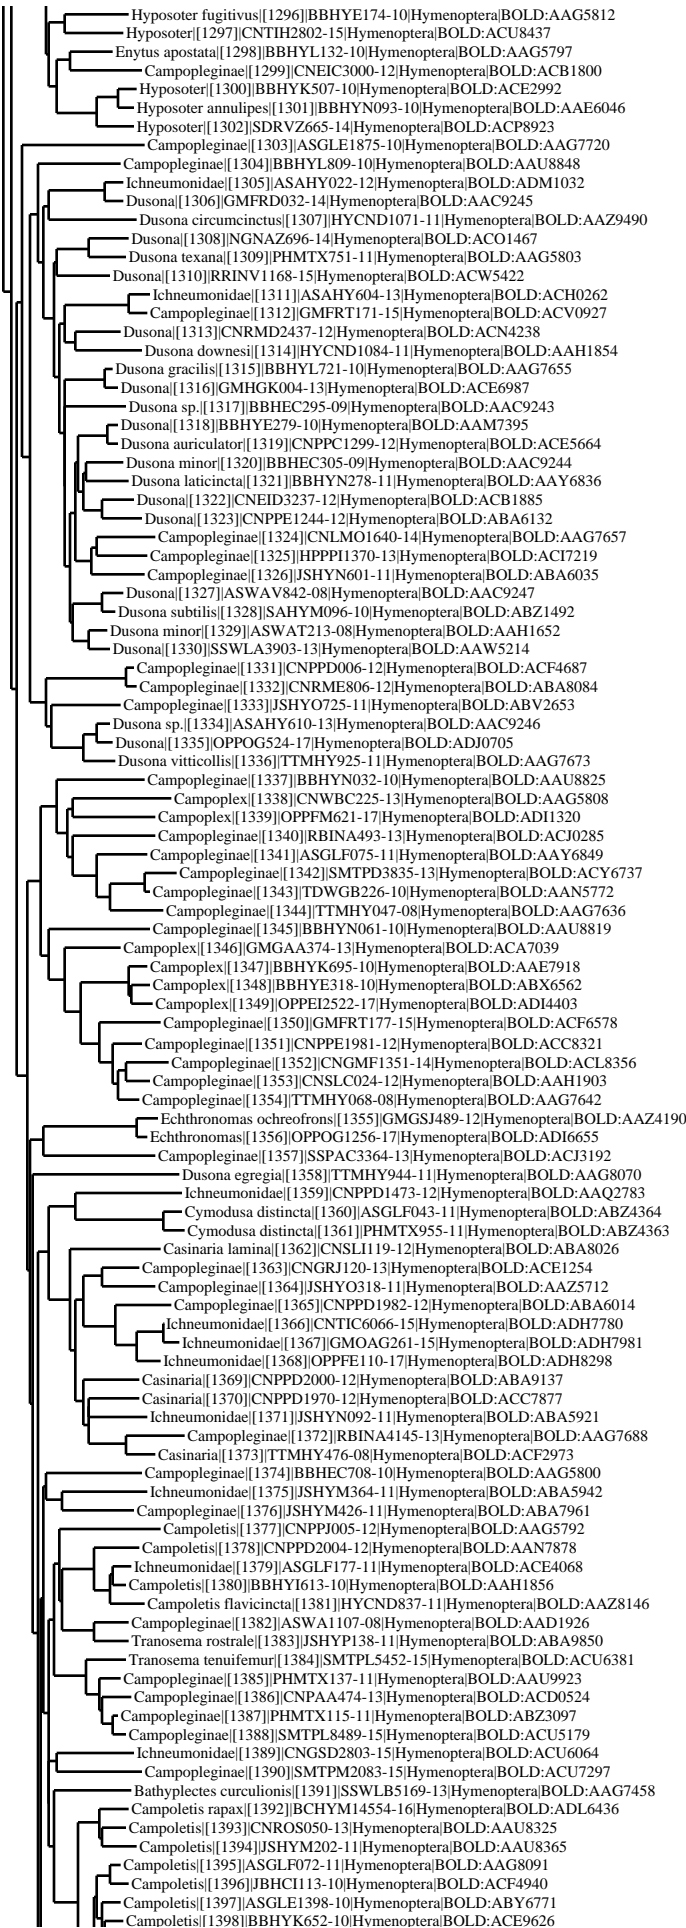 Hyposoter fugitivus|[1296]|BBHYE174-10|Hymenoptera|BOLD:AAG5812
Hyposoter|[1297]|CNTIH2802-15|Hymenoptera|BOLD:ACU8437
Enytus apostata|[1298]|BBHYL132-10|Hymenoptera|BOLD:AAG5797
Campopleginae|[1299]|CNEIC3000-12|Hymenoptera|BOLD:ACB1800
Hyposoter|[1300]|BBHYK507-10|Hymenoptera|BOLD:ACE2992
Hyposoter annulipes|[1301]|BBHYN093-10|Hymenoptera|BOLD:AAE6046
Hyposoter|[1302]|SDRVZ665-14|Hymenoptera|BOLD:ACP8923
Campopleginae|[1303]|ASGLE1875-10|Hymenoptera|BOLD:AAG7720
Campopleginae|[1304]|BBHYL809-10|Hymenoptera|BOLD:AAU8848
Ichneumonidae|[1305]|ASAHY022-12|Hymenoptera|BOLD:ADM1032
Dusona|[1306]|GMFRD032-14|Hymenoptera|BOLD:AAC9245
Dusona circumcinctus|[1307]|HYCND1071-11|Hymenoptera|BOLD:AAZ9490
Dusona|[1308]|NGNAZ696-14|Hymenoptera|BOLD:ACO1467
Dusona texana|[1309]|PHMTX751-11|Hymenoptera|BOLD:AAG5803
Dusona|[1310]|RRINV1168-15|Hymenoptera|BOLD:ACW5422
Ichneumonidae|[1311]|ASAHY604-13|Hymenoptera|BOLD:ACH0262
Campopleginae|[1312]|GMFRT171-15|Hymenoptera|BOLD:ACV0927
Dusona|[1313]|CNRMD2437-12|Hymenoptera|BOLD:ACN4238
Dusona downesi|[1314]|HYCND1084-11|Hymenoptera|BOLD:AAH1854
Dusona gracilis|[1315]|BBHYL721-10|Hymenoptera|BOLD:AAG7655
Dusona|[1316]|GMHGK004-13|Hymenoptera|BOLD:ACE6987
Dusona sp.|[1317]|BBHEC295-09|Hymenoptera|BOLD:AAC9243
Dusona|[1318]|BBHYE279-10|Hymenoptera|BOLD:AAM7395
Dusona auriculator|[1319]|CNPPC1299-12|Hymenoptera|BOLD:ACE5664
Dusona minor|[1320]|BBHEC305-09|Hymenoptera|BOLD:AAC9244
Dusona laticincta|[1321]|BBHYN278-11|Hymenoptera|BOLD:AAY6836
Dusona|[1322]|CNEID3237-12|Hymenoptera|BOLD:ACB1885
Dusona|[1323]|CNPPE1244-12|Hymenoptera|BOLD:ABA6132
Campopleginae|[1324]|CNLMO1640-14|Hymenoptera|BOLD:AAG7657
Campopleginae|[1325]|HPPPI1370-13|Hymenoptera|BOLD:ACI7219
Campopleginae|[1326]|JSHYN601-11|Hymenoptera|BOLD:ABA6035
Dusona|[1327]|ASWAV842-08|Hymenoptera|BOLD:AAC9247
Dusona subtilis|[1328]|SAHYM096-10|Hymenoptera|BOLD:ABZ1492
Dusona minor|[1329]|ASWAT213-08|Hymenoptera|BOLD:AAH1652
Dusona|[1330]|SSWLA3903-13|Hymenoptera|BOLD:AAW5214
Campopleginae|[1331]|CNPPD006-12|Hymenoptera|BOLD:ACF4687
Campopleginae|[1332]|CNRME806-12|Hymenoptera|BOLD:ABA8084
Campopleginae|[1333]|JSHYO725-11|Hymenoptera|BOLD:ABV2653
Dusona sp.|[1334]|ASAHY610-13|Hymenoptera|BOLD:AAC9246
Dusona|[1335]|OPPOG524-17|Hymenoptera|BOLD:ADJ0705
Dusona vitticollis|[1336]|TTMHY925-11|Hymenoptera|BOLD:AAG7673
Campopleginae|[1337]|BBHYN032-10|Hymenoptera|BOLD:AAU8825
Campoplex|[1338]|CNWBC225-13|Hymenoptera|BOLD:AAG5808
Campoplex|[1339]|OPPFM621-17|Hymenoptera|BOLD:ADI1320
Campopleginae|[1340]|RBINA493-13|Hymenoptera|BOLD:ACJ0285
Campopleginae|[1341]|ASGLF075-11|Hymenoptera|BOLD:AAY6849
Campopleginae|[1342]|SMTPD3835-13|Hymenoptera|BOLD:ACY6737
Campopleginae|[1343]|TDWGB226-10|Hymenoptera|BOLD:AAN5772
Campopleginae|[1344]|TTMHY047-08|Hymenoptera|BOLD:AAG7636
Campopleginae|[1345]|BBHYN061-10|Hymenoptera|BOLD:AAU8819
Campoplex|[1346]|GMGAA374-13|Hymenoptera|BOLD:ACA7039
Campoplex|[1347]|BBHYK695-10|Hymenoptera|BOLD:AAE7918
Campoplex|[1348]|BBHYE318-10|Hymenoptera|BOLD:ABX6562
Campoplex|[1349]|OPPEI2522-17|Hymenoptera|BOLD:ADI4403
Campopleginae|[1350]|GMFRT177-15|Hymenoptera|BOLD:ACF6578
Campopleginae|[1351]|CNPPE1981-12|Hymenoptera|BOLD:ACC8321
Campopleginae|[1352]|CNGMF1351-14|Hymenoptera|BOLD:ACL8356
Campopleginae|[1353]|CNSLC024-12|Hymenoptera|BOLD:AAH1903
Campopleginae|[1354]|TTMHY068-08|Hymenoptera|BOLD:AAG7642
Echthronomas ochreofrons|[1355]|GMGSJ489-12|Hymenoptera|BOLD:AAZ4190
Echthronomas|[1356]|OPPOG1256-17|Hymenoptera|BOLD:ADI6655
Campopleginae|[1357]|SSPAC3364-13|Hymenoptera|BOLD:ACJ3192
Dusona egregia|[1358]|TTMHY944-11|Hymenoptera|BOLD:AAG8070
Ichneumonidae|[1359]|CNPPD1473-12|Hymenoptera|BOLD:AAQ2783
Cymodusa distincta|[1360]|ASGLF043-11|Hymenoptera|BOLD:ABZ4364
Cymodusa distincta|[1361]|PHMTX955-11|Hymenoptera|BOLD:ABZ4363
Casinaria lamina|[1362]|CNSLI119-12|Hymenoptera|BOLD:ABA8026
Campopleginae|[1363]|CNGRJ120-13|Hymenoptera|BOLD:ACE1254
Campopleginae|[1364]|JSHYO318-11|Hymenoptera|BOLD:AAZ5712
Campopleginae|[1365]|CNPPD1982-12|Hymenoptera|BOLD:ABA6014
Ichneumonidae|[1366]|CNTIC6066-15|Hymenoptera|BOLD:ADH7780
Ichneumonidae|[1367]|GMOAG261-15|Hymenoptera|BOLD:ADH7981
Ichneumonidae|[1368]|OPPFE110-17|Hymenoptera|BOLD:ADH8298
Casinaria|[1369]|CNPPD2000-12|Hymenoptera|BOLD:ABA9137
Casinaria|[1370]|CNPPD1970-12|Hymenoptera|BOLD:ACC7877
Ichneumonidae|[1371]|JSHYN092-11|Hymenoptera|BOLD:ABA5921
Campopleginae|[1372]|RBINA4145-13|Hymenoptera|BOLD:AAG7688
Casinaria|[1373]|TTMHY476-08|Hymenoptera|BOLD:ACF2973
Campopleginae|[1374]|BBHEC708-10|Hymenoptera|BOLD:AAG5800
Ichneumonidae|[1375]|JSHYM364-11|Hymenoptera|BOLD:ABA5942
Campopleginae|[1376]|JSHYM426-11|Hymenoptera|BOLD:ABA7961
Campoletis|[1377]|CNPPJ005-12|Hymenoptera|BOLD:AAG5792
Campoletis|[1378]|CNPPD2004-12|Hymenoptera|BOLD:AAN7878
Ichneumonidae|[1379]|ASGLF177-11|Hymenoptera|BOLD:ACE4068
Campoletis|[1380]|BBHYI613-10|Hymenoptera|BOLD:AAH1856
Campoletis flavicincta|[1381]|HYCND837-11|Hymenoptera|BOLD:AAZ8146
Campopleginae|[1382]|ASWA1107-08|Hymenoptera|BOLD:AAD1926
Tranosema rostrale|[1383]|JSHYP138-11|Hymenoptera|BOLD:ABA9850
Tranosema tenuifemur|[1384]|SMTPL5452-15|Hymenoptera|BOLD:ACU6381
Campopleginae|[1385]|PHMTX137-11|Hymenoptera|BOLD:AAU9923
Campopleginae|[1386]|CNPAA474-13|Hymenoptera|BOLD:ACD0524
Campopleginae|[1387]|PHMTX115-11|Hymenoptera|BOLD:ABZ3097
Campopleginae|[1388]|SMTPL8489-15|Hymenoptera|BOLD:ACU5179
Ichneumonidae|[1389]|CNGSD2803-15|Hymenoptera|BOLD:ACU6064
Campopleginae|[1390]|SMTPM2083-15|Hymenoptera|BOLD:ACU7297
Bathyplectes curculionis|[1391]|SSWLB5169-13|Hymenoptera|BOLD:AAG7458
Campoletis rapax|[1392]|BCHYM14554-16|Hymenoptera|BOLD:ADL6436
Campoletis|[1393]|CNROS050-13|Hymenoptera|BOLD:AAU8325
Campoletis|[1394]|JSHYM202-11|Hymenoptera|BOLD:AAU8365
Campoletis|[1395]|ASGLF072-11|Hymenoptera|BOLD:AAG8091
Campoletis|[1396]|JBHCI113-10|Hymenoptera|BOLD:ACF4940
Campoletis|[1397]|ASGLE1398-10|Hymenoptera|BOLD:ABY6771
Campoletis|[1398]|BBHYK652-10|Hymenoptera|BOLD:ACE9626